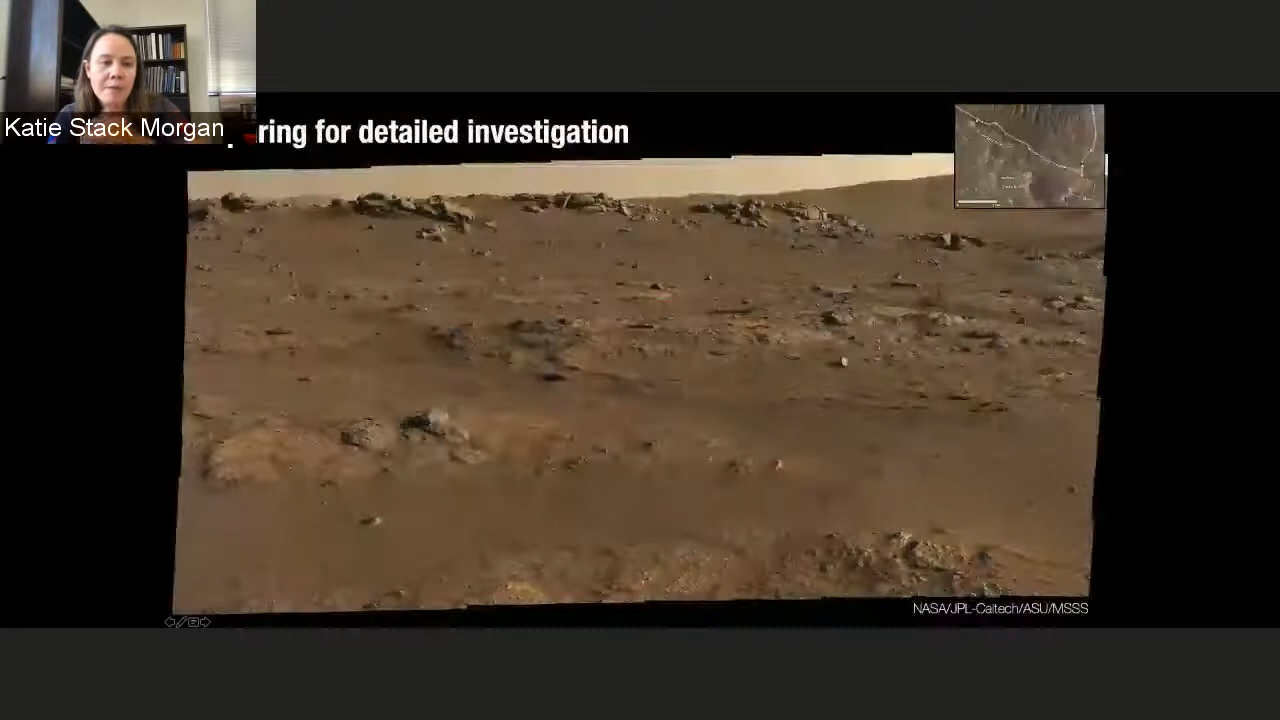 Katie Stack Morgan
ring for detailed investigation
NASA/JPL-Caltech/ASU/MSSS